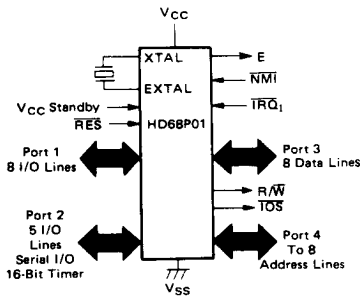 VCC
XTAL
E
EXTAL
NMI
VCC Standby
IRQ1
RES
HD68P01
Port 1
8 I/O Lines
Port 3
8 Data Lines
R/W
IOS
Port 2
5 I/O
Lines
Serial I/O
16-Bit Timer
Port 4
To 8
Address Lines
VSS